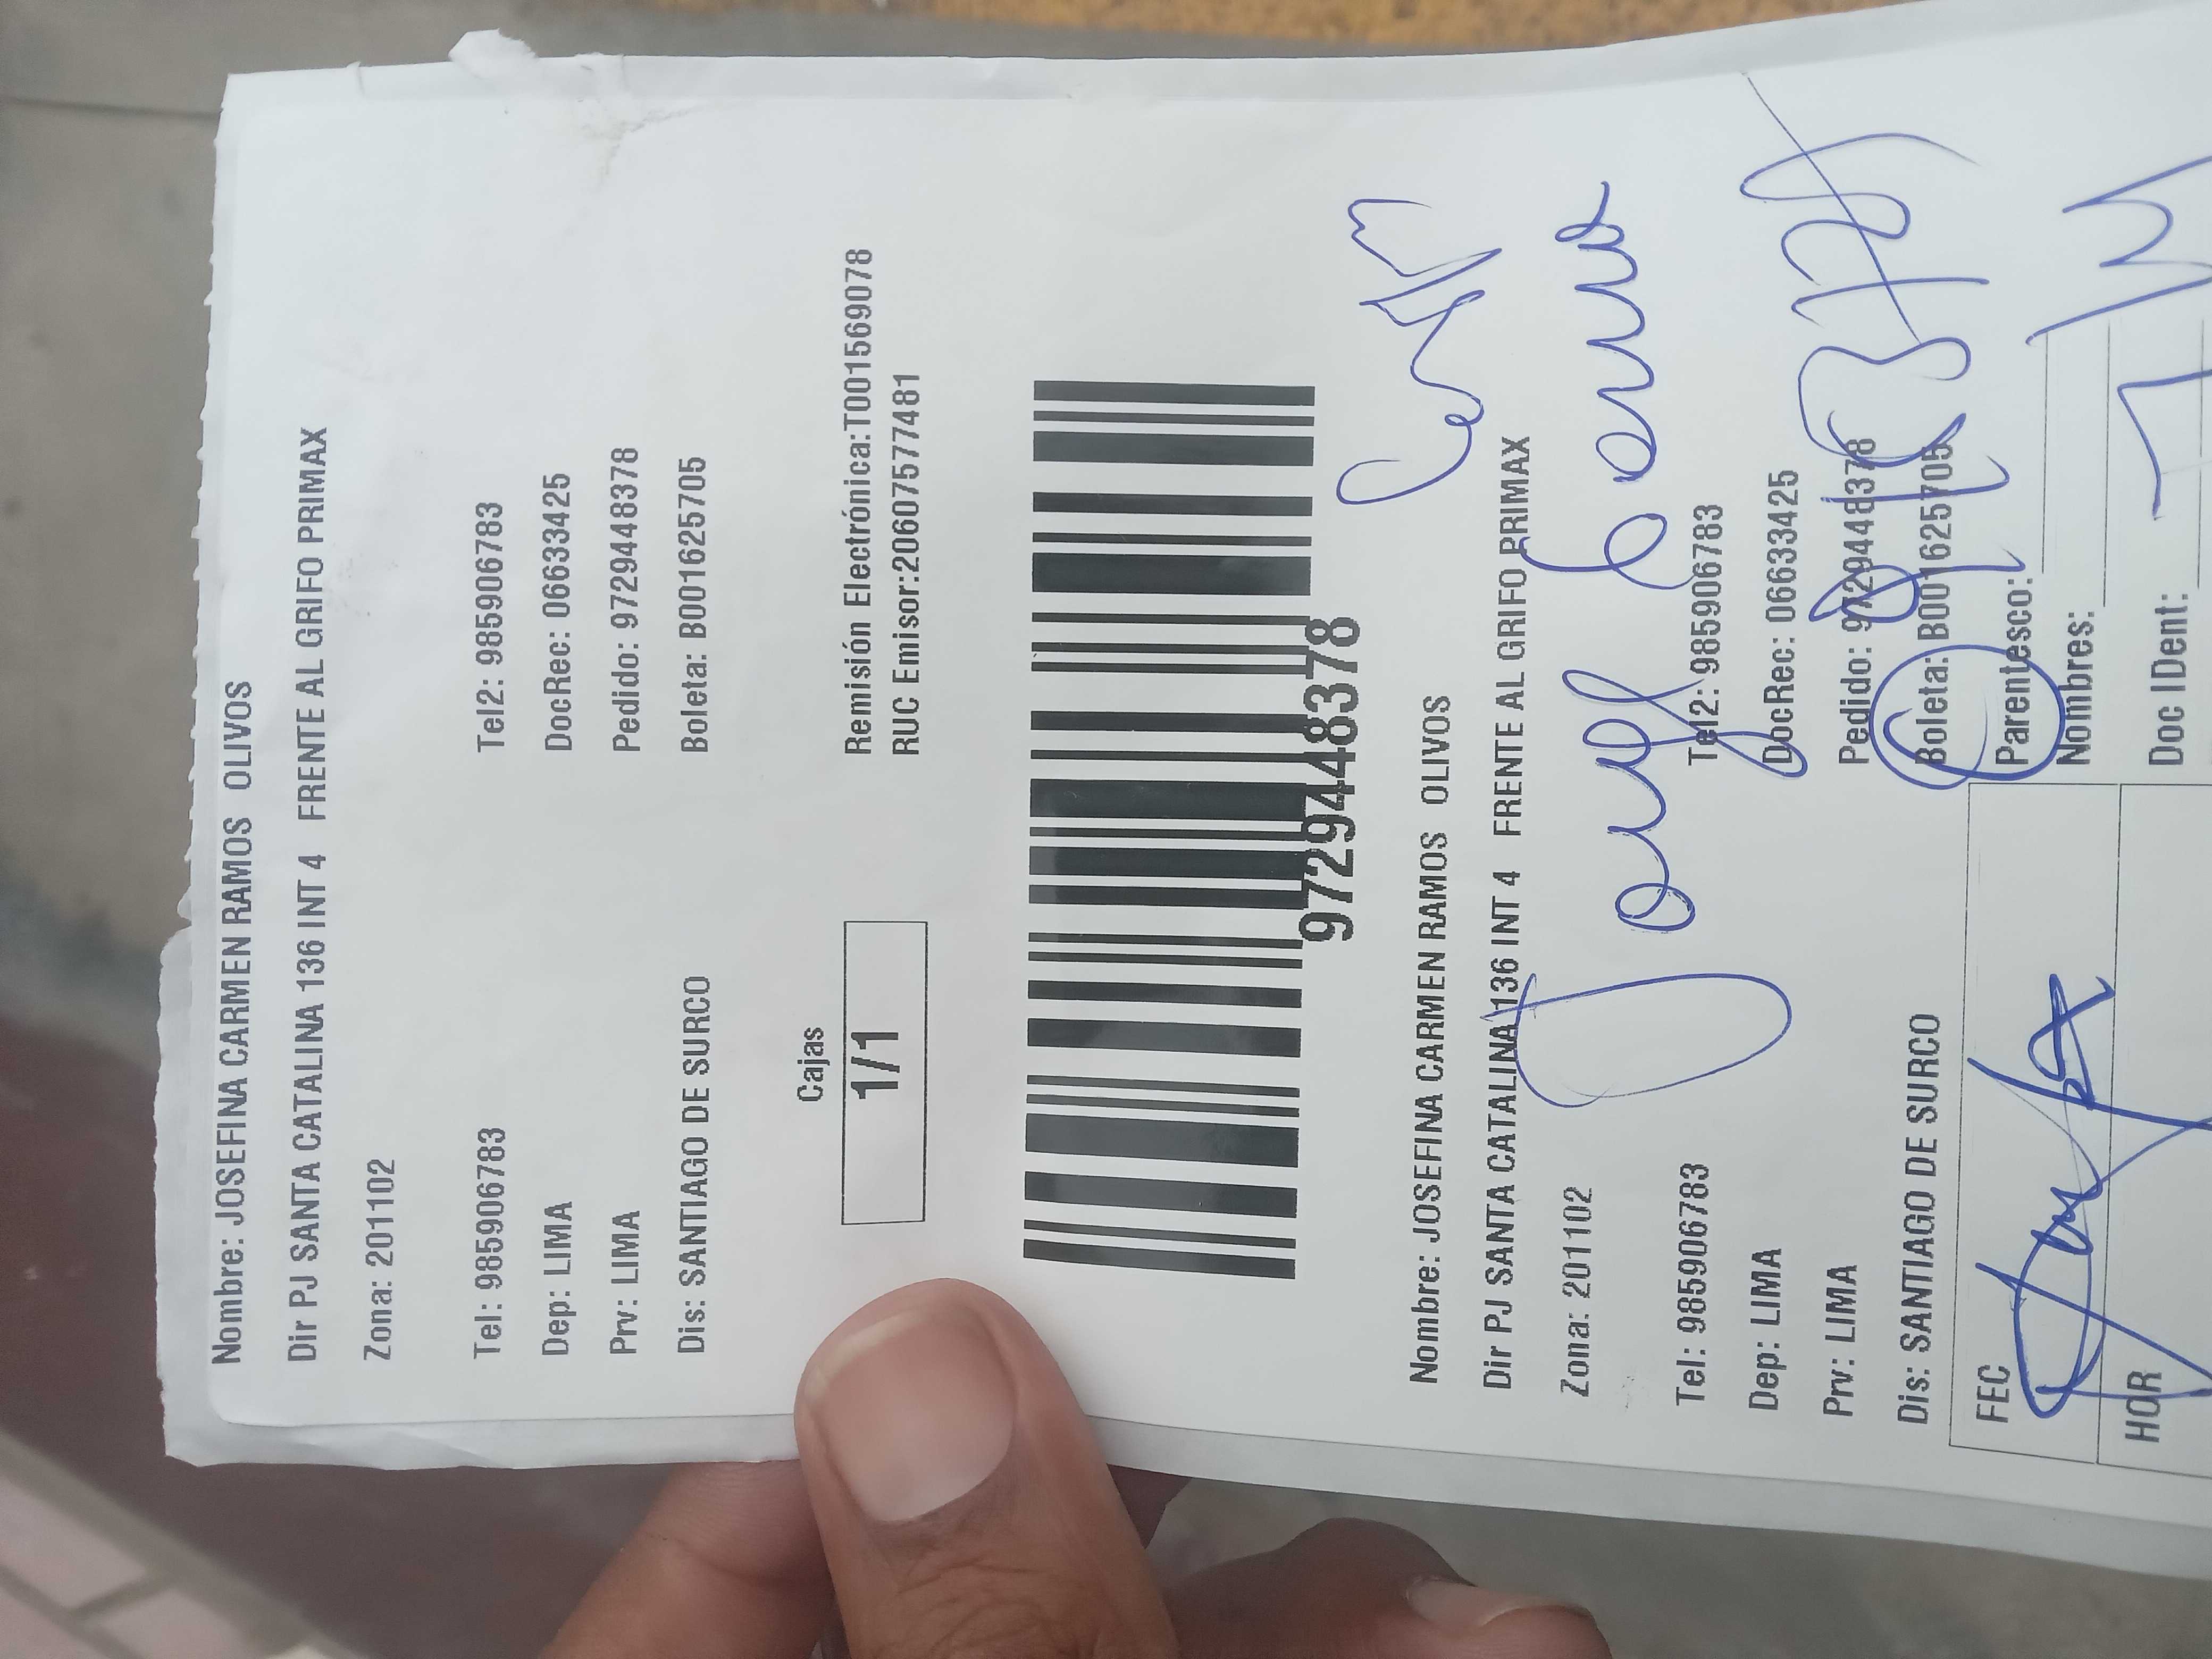 Nombre: JOSEFINA CARMEN RAMOS OLIVOS
Dir PJ SANTA CATALINA 136 INT 4 FRENTE AL GRIFO PRIMAX
Zona: 201102
Tel: 985906783 Tel2: 985906783
Dep: LIMA DocRec: 06633425
Prv: LIMA Pedido: 9729448378
Dis: SANTIAGO DE SURCO Boleta: B001625705
Cajas
1/1
Remisión Electrónica:T001569078
RUC Emisor:20607577481
9729448378
Nombre: JOSEFINA CARMEN RAMOS OLIVOS
Dir PJ SANTA CATALINA 136 INT 4 FRENTE AL GRIFO PRIMAX
Zona: 201102
Tel: 985906783 Tel2: 985906783
Dep: LIMA DocRec: 06633425
Prv: LIMA Pedido: 9729448378
Dis: SANTIAGO DE SURCO Boleta: B001625705
FEC Parentesco:
Nombres:
HOR Doc IDent: